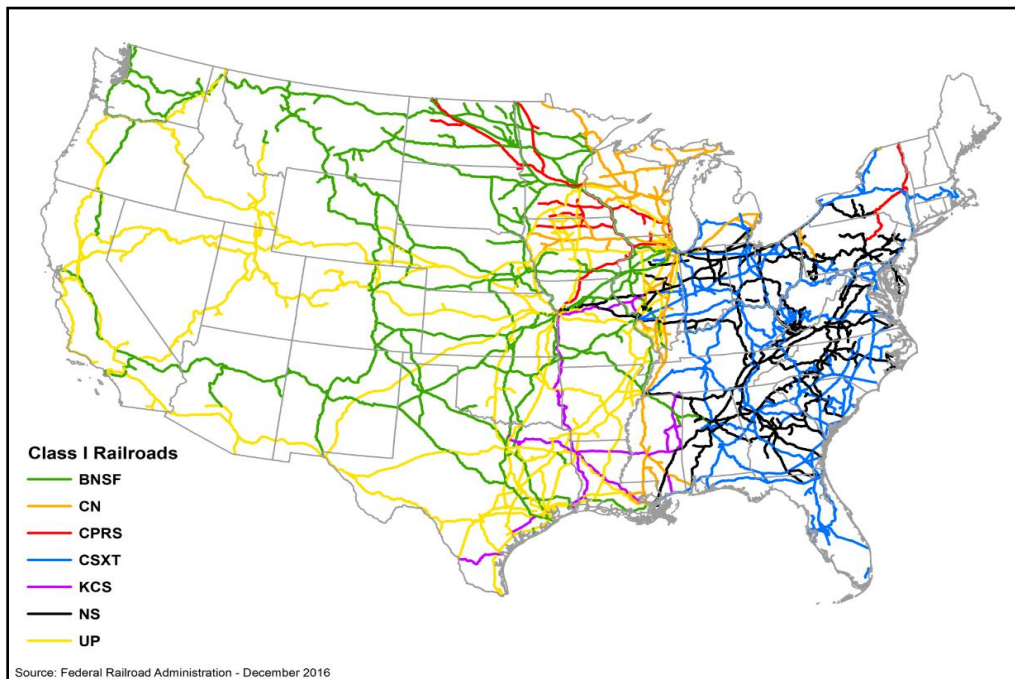 Class I Railroads
BNSF
CN
CPRS
CSXT
KCS
NS
UP
Source: Federal Railroad Administration - December 2016